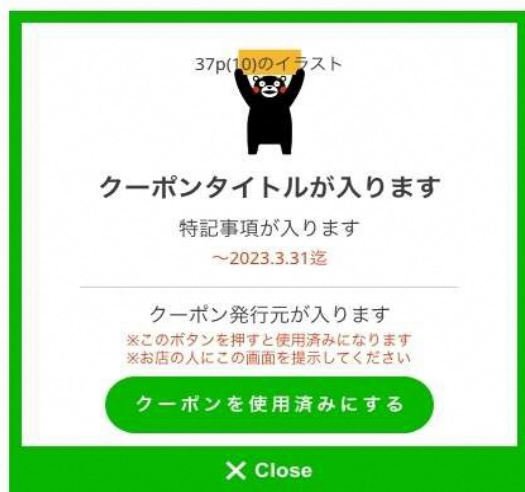 37p(10)のイラスト
クーポンタイトルが入ります
特記事項が入ります
～2023.3.31迄
クーポン発行元が入ります
※このボタンを押すと使用済みになります
※お店の人にこの画面を提示してください
クーポンを使用済みにする
× Close